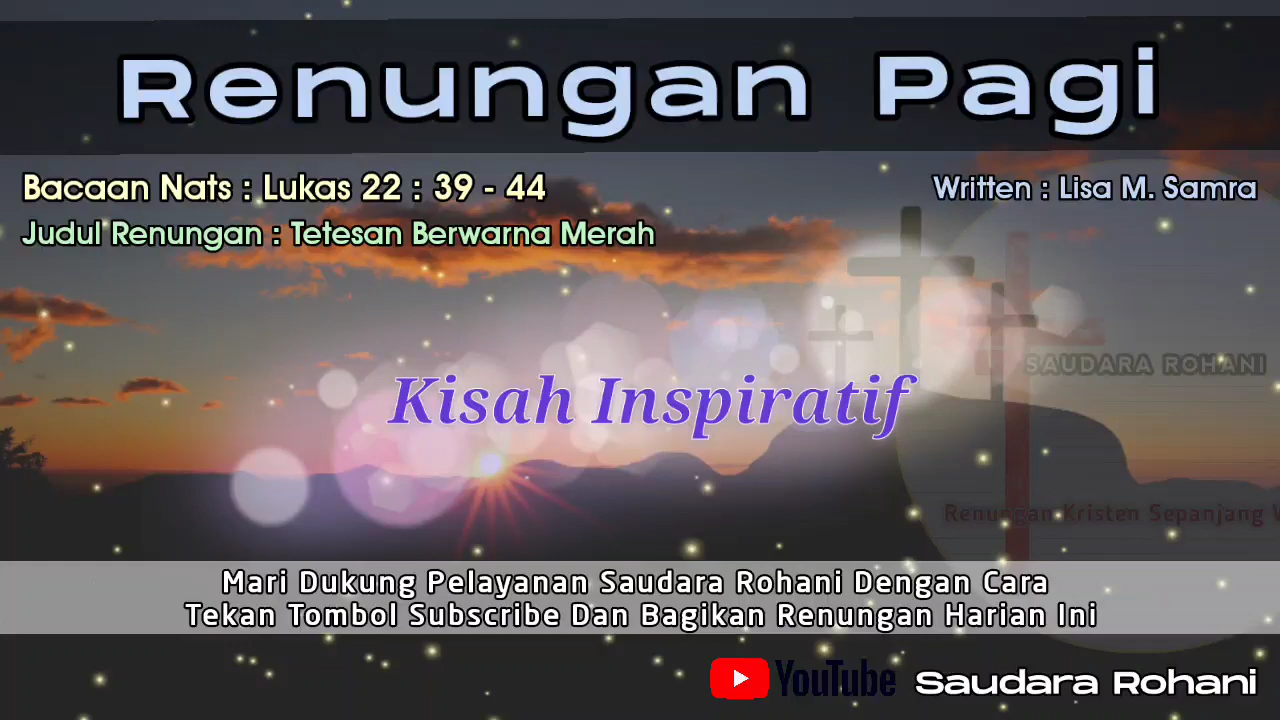 Renungan Pagi
Bacaan Nats : Lukas 22 : 39 - 44
Written : Lisa M. Samra
Judul Renungan : Tetesan Berwarna Merah
SAUDARA ROHANI
Kisah Inspiratif
Renungan Kristen Sepanjang W
Mari Dukung Pelayanan Saudara Rohani Dengan Cara
Tekan Tombol Subscribe Dan Bagikan Renungan Harian Ini
YouTube Saudara Rohani